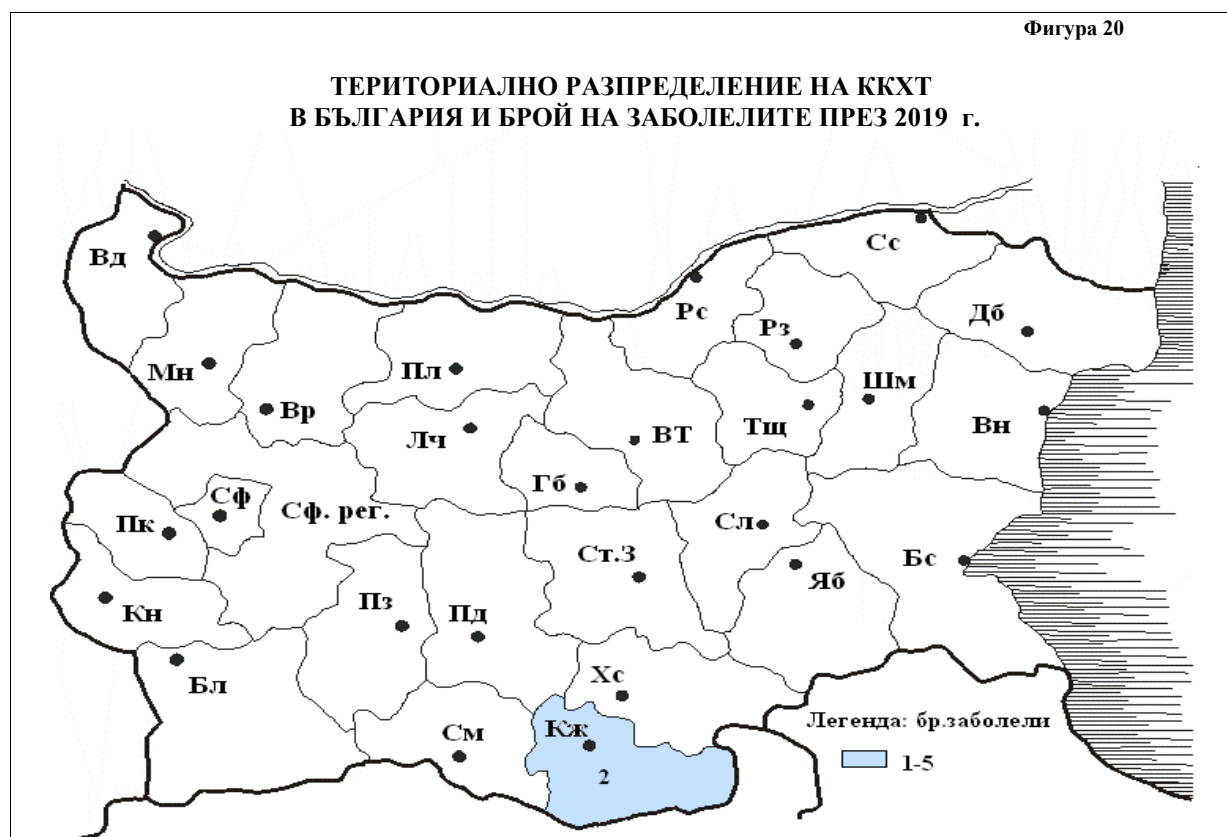 Фигура 20
ТЕРИТОРИАЛНО РАЗПРЕДЕЛЕНИЕ НА ККХТ
В БЪЛГАРИЯ И БРОЙ НА ЗАБОЛЕЛИТЕ ПРЕЗ 2019 г.
Сс
Вд
Рс
Дб
Рз
Мн
Пл
Шм
Вр
Тщ
Вн
Лч
ВТ
Гб
Сф
Сф. рег.
Пк
Сл
Ст.З
Бс
Яб
Кн
Пз
Пд
Бл
Хс
См
Кж
2
Легенда: бр.заболели
1-5